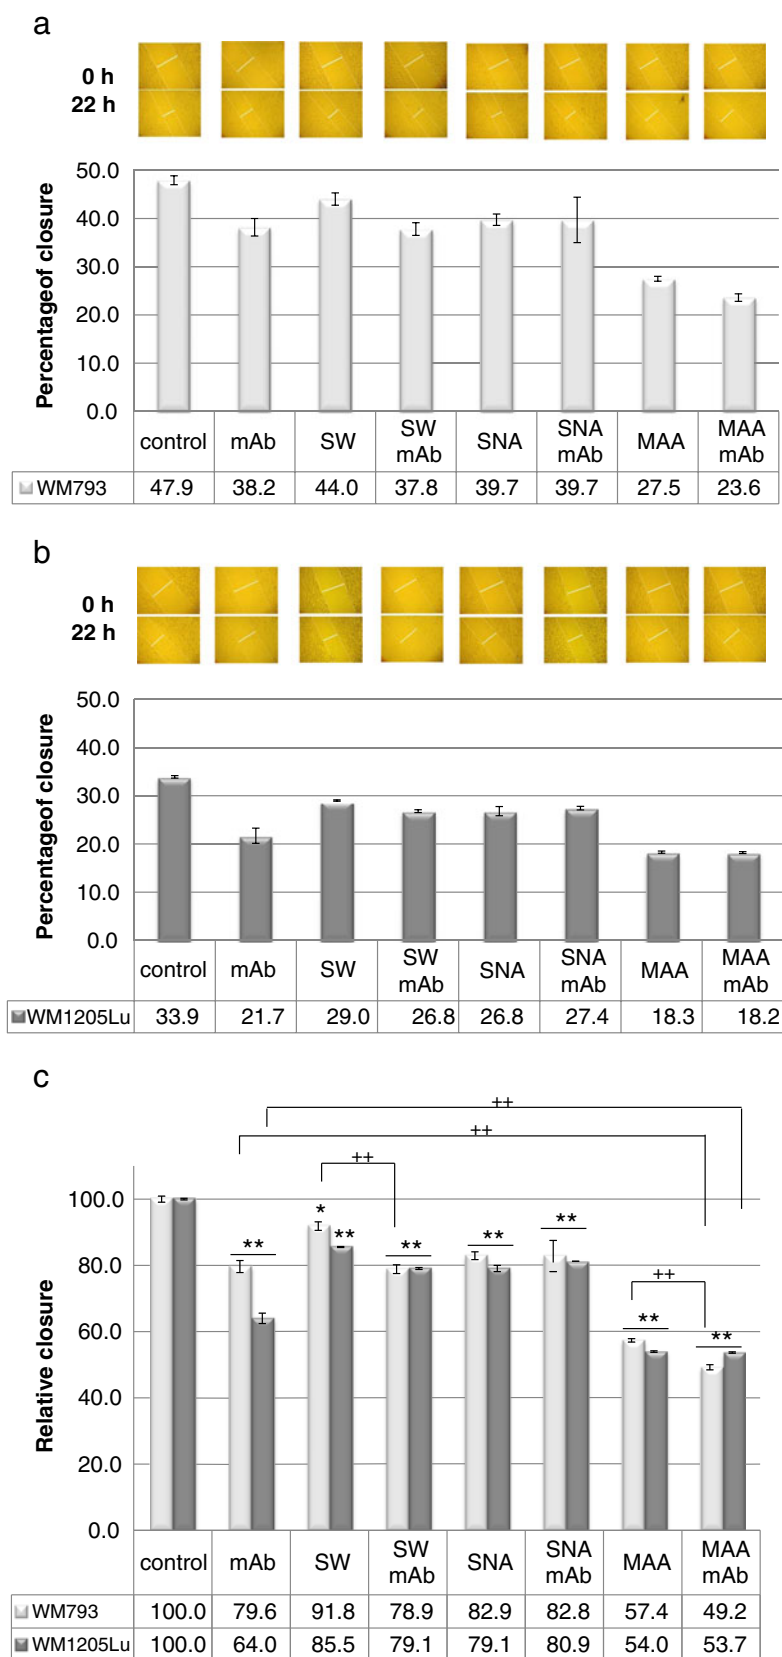 a
0 h
22 h
Percentageof closure
50.0
40.0
30.0
20.0
10.0
0.0
control mAb SW SW mAb SNA SNA mAb MAA MAA mAb
WM793 47.9 38.2 44.0 37.8 39.7 39.7 27.5 23.6
b
0 h
22 h
Percentageof closure
50.0
40.0
30.0
20.0
10.0
0.0
control mAb SW SW mAb SNA SNA mAb MAA MAA mAb
WM1205Lu 33.9 21.7 29.0 26.8 26.8 27.4 18.3 18.2
c
++
++
++
Relative closure
100.0
80.0
60.0
40.0
20.0
0.0
*
**
**
**
**
**
++
**
**
control mAb SW SW mAb SNA SNA mAb MAA MAA mAb
WM793 100.0 79.6 91.8 78.9 82.9 82.8 57.4 49.2
WM1205Lu 100.0 64.0 85.5 79.1 79.1 80.9 54.0 53.7